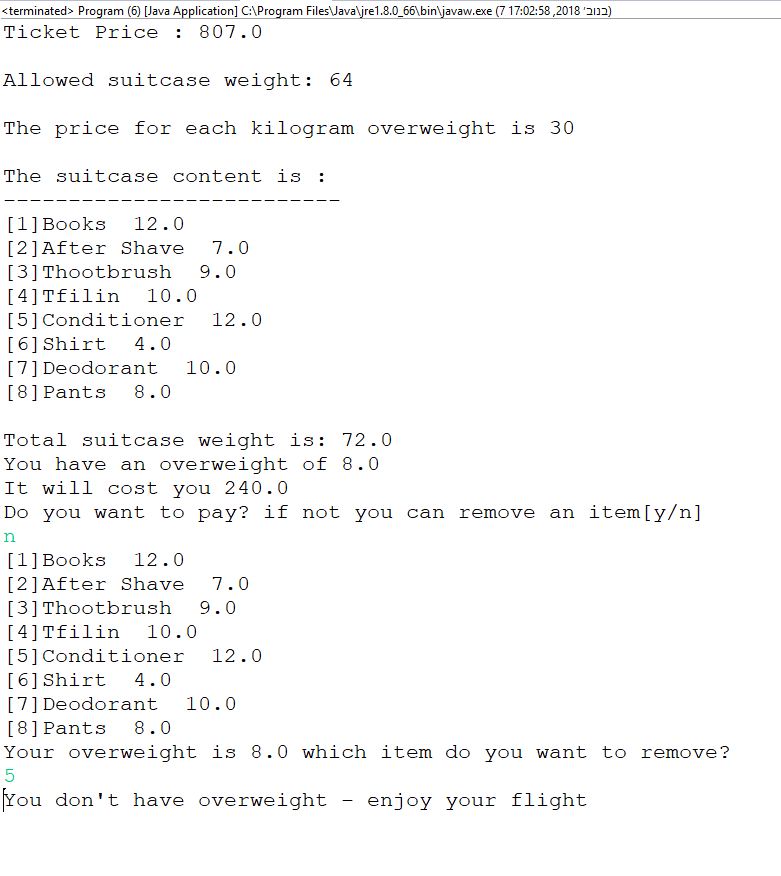 <terminated> Program (6) [Java Application] C:\Program Files\Java\jre1.8.0_66\bin\javaw.exe (7 בנוב׳ 2018, 17:02:58)
Ticket Price : 807.0
Allowed suitcase weight: 64
The price for each kilogram overweight is 30
The suitcase content is :
--------------------------
[1]Books  12.0
[2]After Shave  7.0
[3]Thootbrush  9.0
[4]Tfilin  10.0
[5]Conditioner  12.0
[6]Shirt  4.0
[7]Deodorant  10.0
[8]Pants  8.0
Total suitcase weight is: 72.0
You have an overweight of 8.0
It will cost you 240.0
Do you want to pay? if not you can remove an item[y/n]
n
[1]Books  12.0
[2]After Shave  7.0
[3]Thootbrush  9.0
[4]Tfilin  10.0
[5]Conditioner  12.0
[6]Shirt  4.0
[7]Deodorant  10.0
[8]Pants  8.0
Your overweight is 8.0 which item do you want to remove?
5
You don't have overweight - enjoy your flight